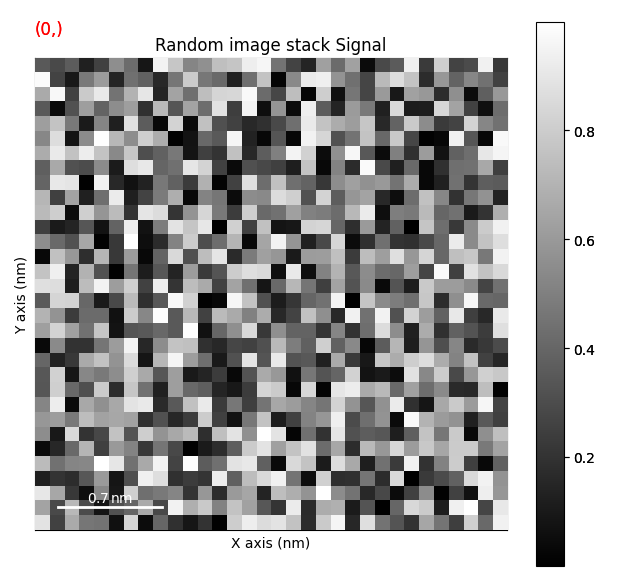 (0,)
Random image stack Signal
0.8
0.6
0.4
0.2
Y axis (nm)
0.7 nm
X axis (nm)